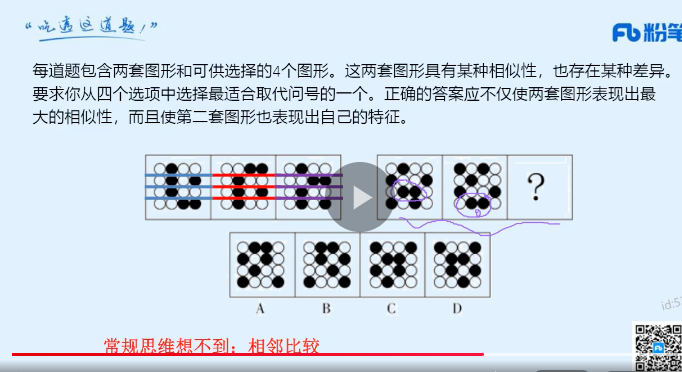 “吃透这道题！”
粉笔
每道题包含两套图形和可供选择的4个图形。这两套图形具有某种相似性，也存在某种差异。
要求你从四个选项中选择最适合取代问号的一个。正确的答案应不仅使两套图形表现出最
大的相似性，而且使第二套图形也表现出自己的特征。
?
A B C D
常规思维想不到：相邻比较